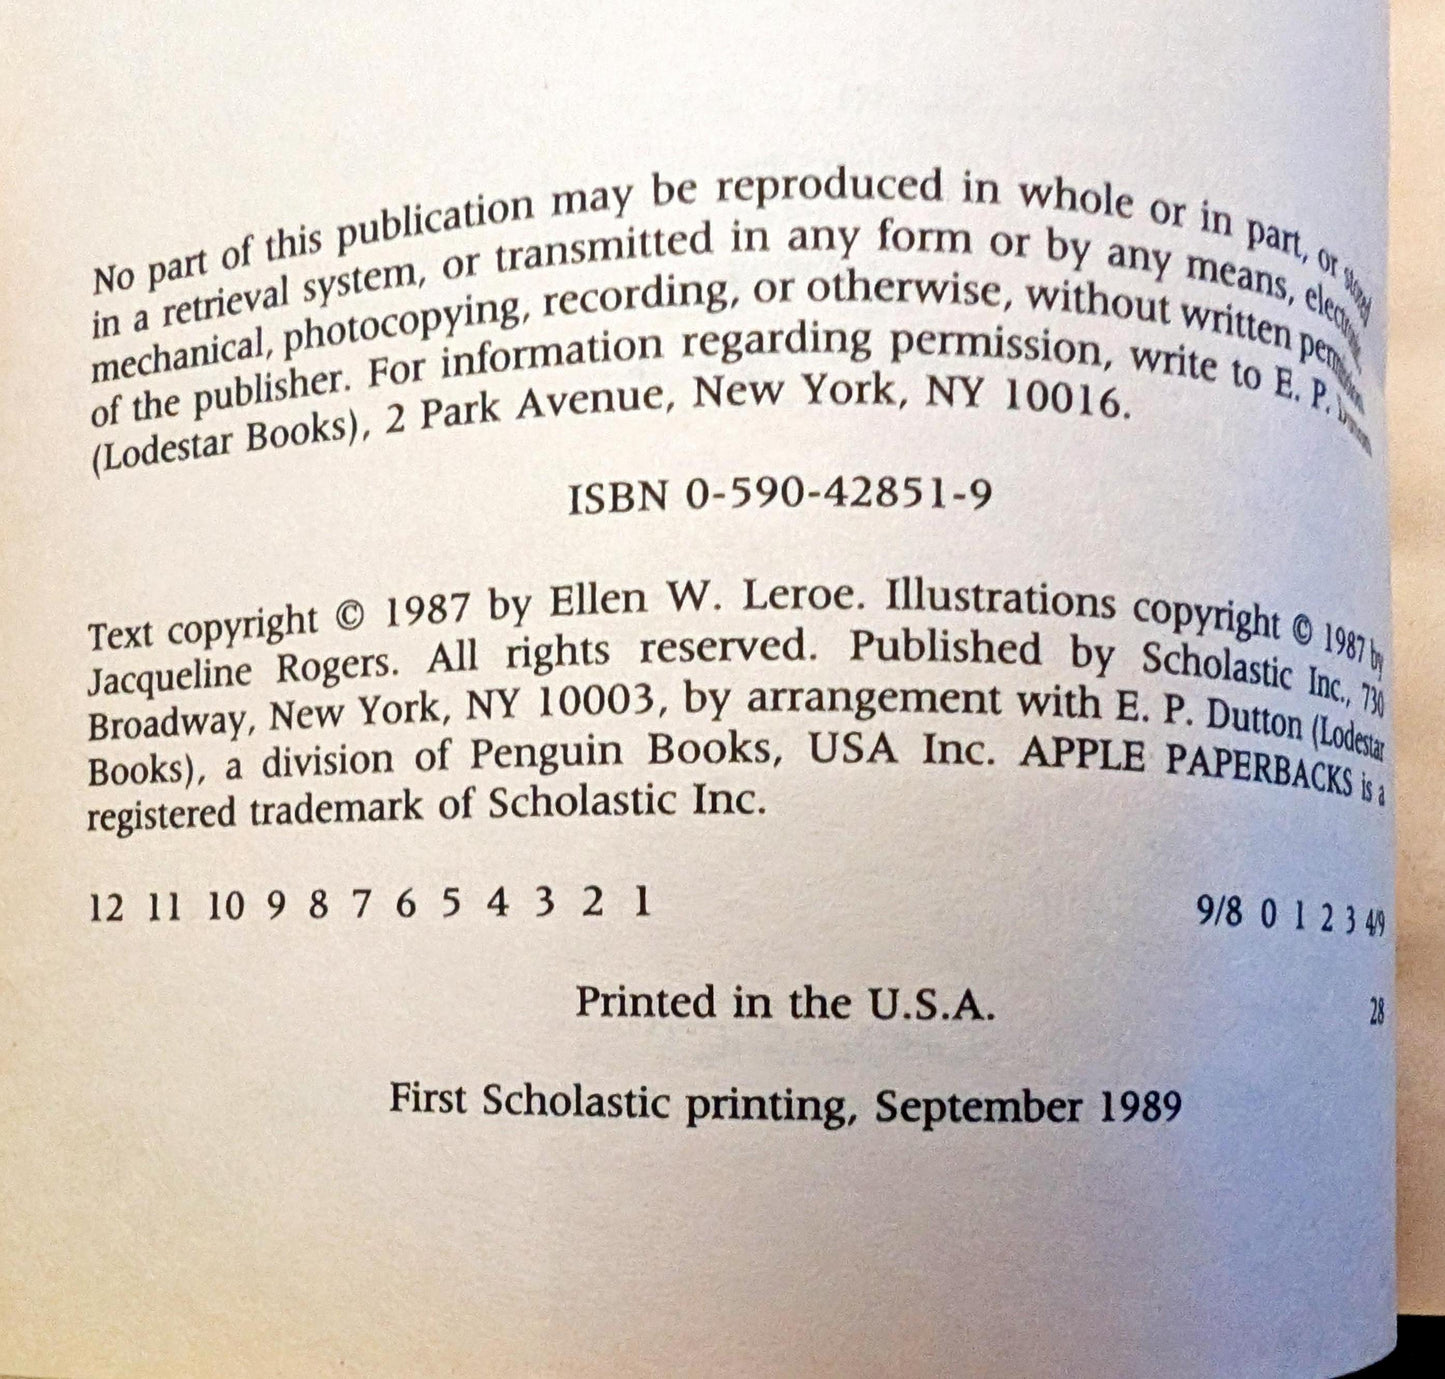 No part of this publication may be reproduced in whole or in part, or stored
in a retrieval system, or transmitted in any form or by any means, electronic,
mechanical, photocopying, recording, or otherwise, without written permission
of the publisher. For information regarding permission, write to E. P. Dutton
(Lodestar Books), 2 Park Avenue, New York, NY 10016.
ISBN 0-590-42851-9
Text copyright © 1987 by Ellen W. Leroe. Illustrations copyright © 1987 by
Jacqueline Rogers. All rights reserved. Published by Scholastic Inc., 730
Broadway, New York, NY 10003, by arrangement with E. P. Dutton (Lodestar
Books), a division of Penguin Books, USA Inc. APPLE PAPERBACKS is a
registered trademark of Scholastic Inc.
12 11 10 9 8 7 6 5 4 3 2 1 9/8 0 1 2 3 4/9
Printed in the U.S.A. 28
First Scholastic printing, September 1989